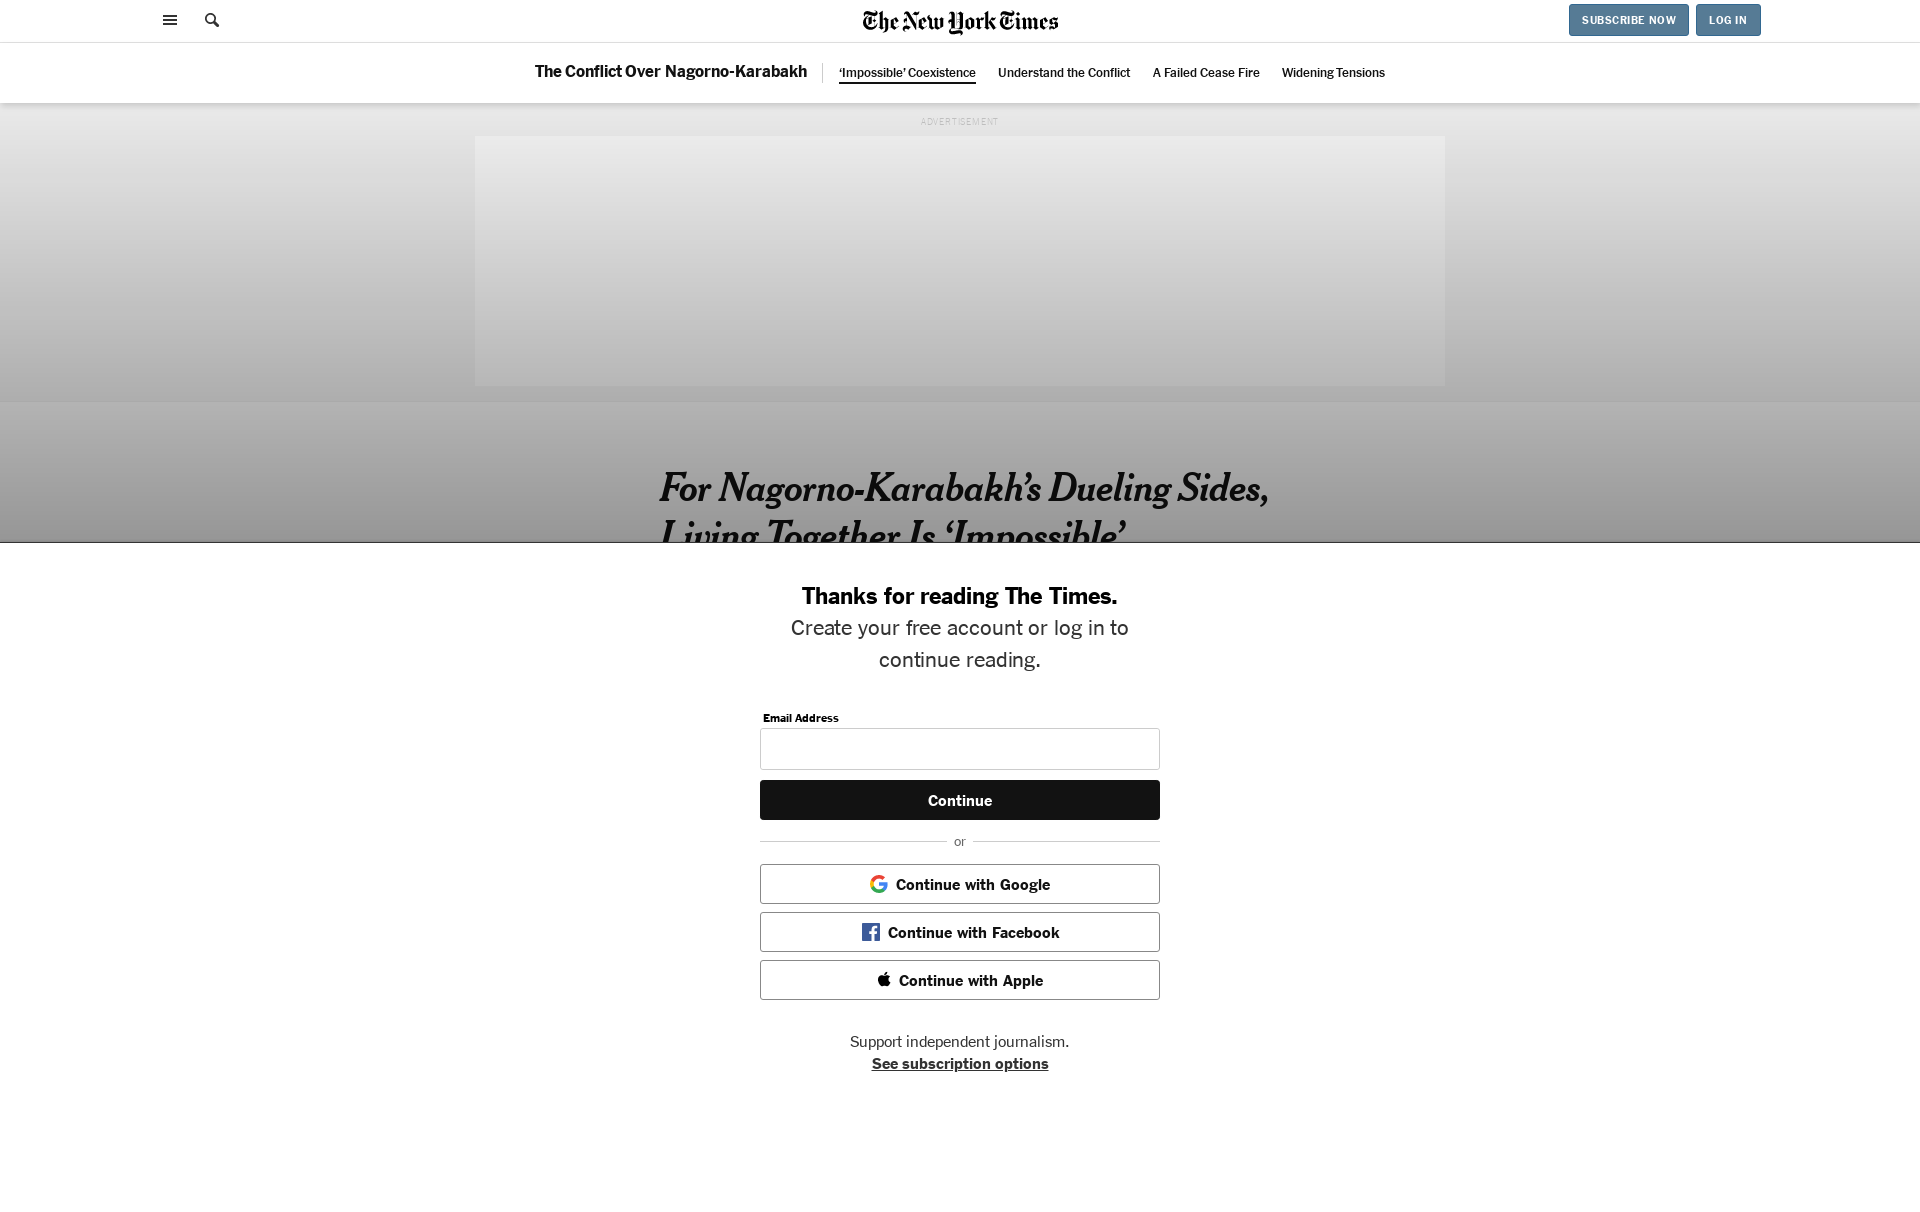 The New York Times
SUBSCRIBE NOW
LOG IN
The Conflict Over Nagorno-Karabakh
‘Impossible’ Coexistence
Understand the Conflict
A Failed Cease Fire
Widening Tensions
ADVERTISEMENT
For Nagorno-Karabakh’s Dueling Sides,
Living Together Is ‘Impossible’
Thanks for reading The Times.
Create your free account or log in to
continue reading.
Email Address
Continue
or
Continue with Google
Continue with Facebook
Continue with Apple
Support independent journalism.
See subscription options